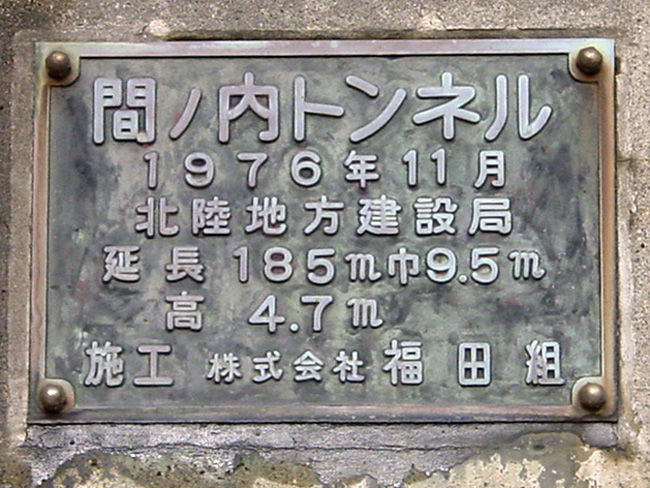 間ノ内トンネル
1976年11月
北陸地方建設局
延長 185m巾9.5m
高 4.7m
施工 株式会社 福田組